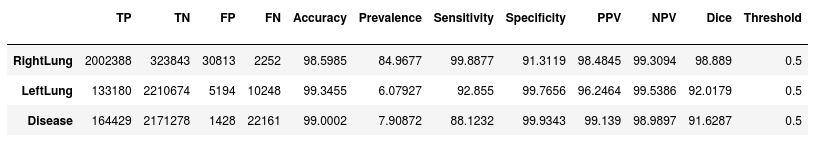 TP TN FP FN Accuracy Prevalence Sensitivity Specificity PPV NPV Dice Threshold
RightLung 2002388 323843 30813 2252 98.5985 84.9677 99.8877 91.3119 98.4845 99.3094 98.889 0.5
LeftLung 133180 2210674 5194 10248 99.3455 6.07927 92.855 99.7656 96.2464 99.5386 92.0179 0.5
Disease 164429 2171278 1428 22161 99.0002 7.90872 88.1232 99.9343 99.139 98.9897 91.6287 0.5